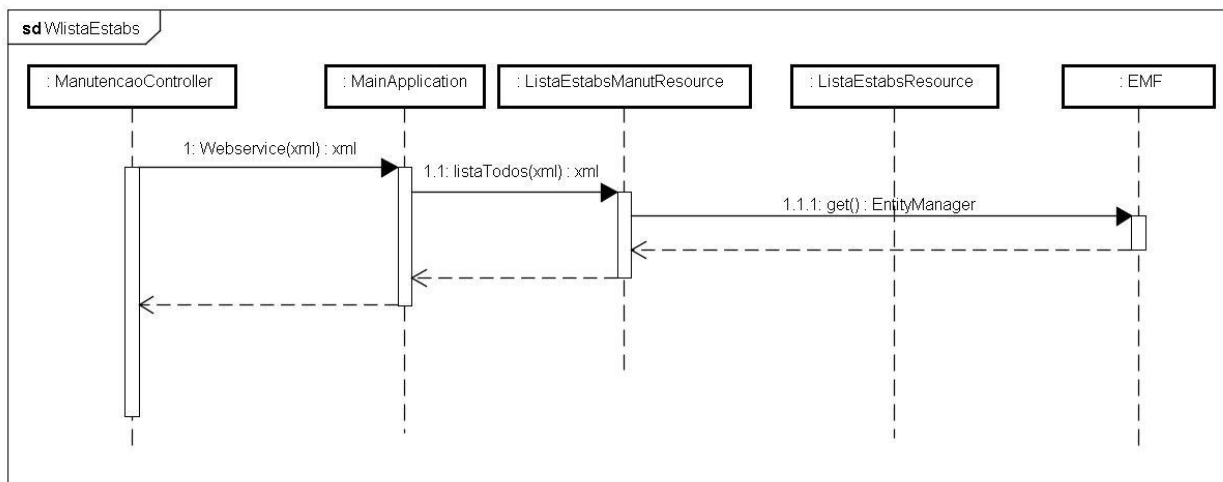 sd WlistaEstabs
: ManutencaoController
: MainApplication
: ListaEstabsManutResource
: ListaEstabsResource
: EMF
1: Webservice(xml) : xml
1.1: listaTodos(xml) : xml
1.1.1: get() : EntityManager